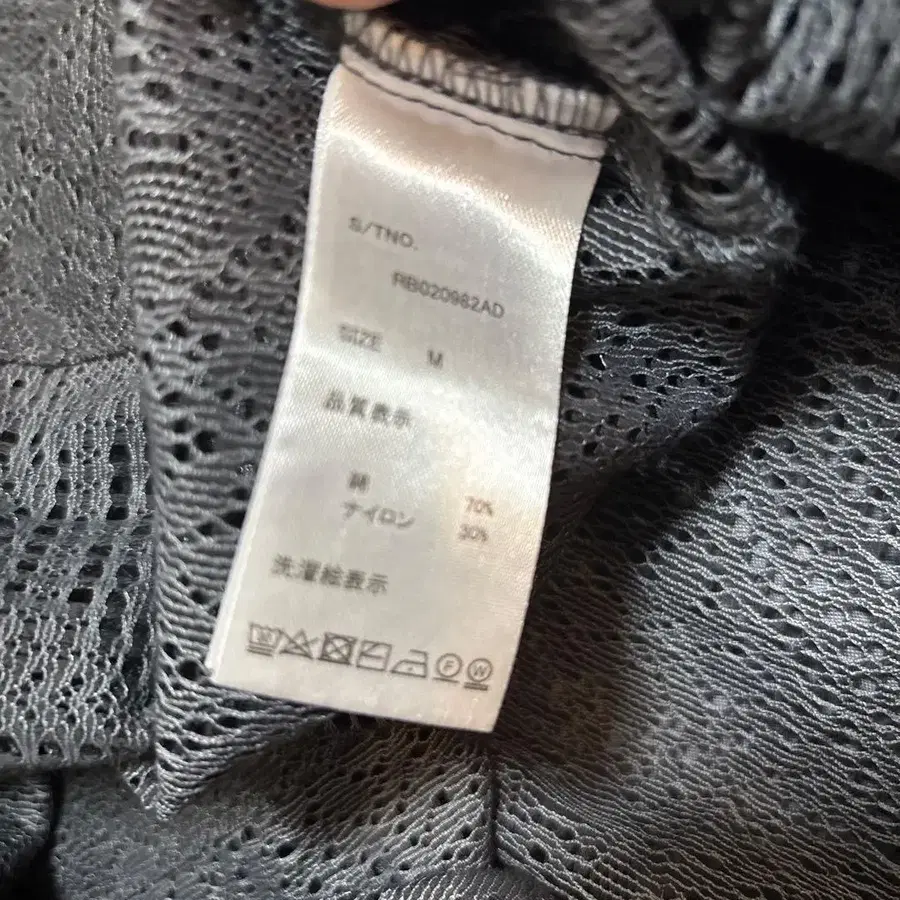 S/TNO.
RB020982AD
SIZE M
品質表示
綿 70%
ナイロン 30%
洗濯絵表示
F W